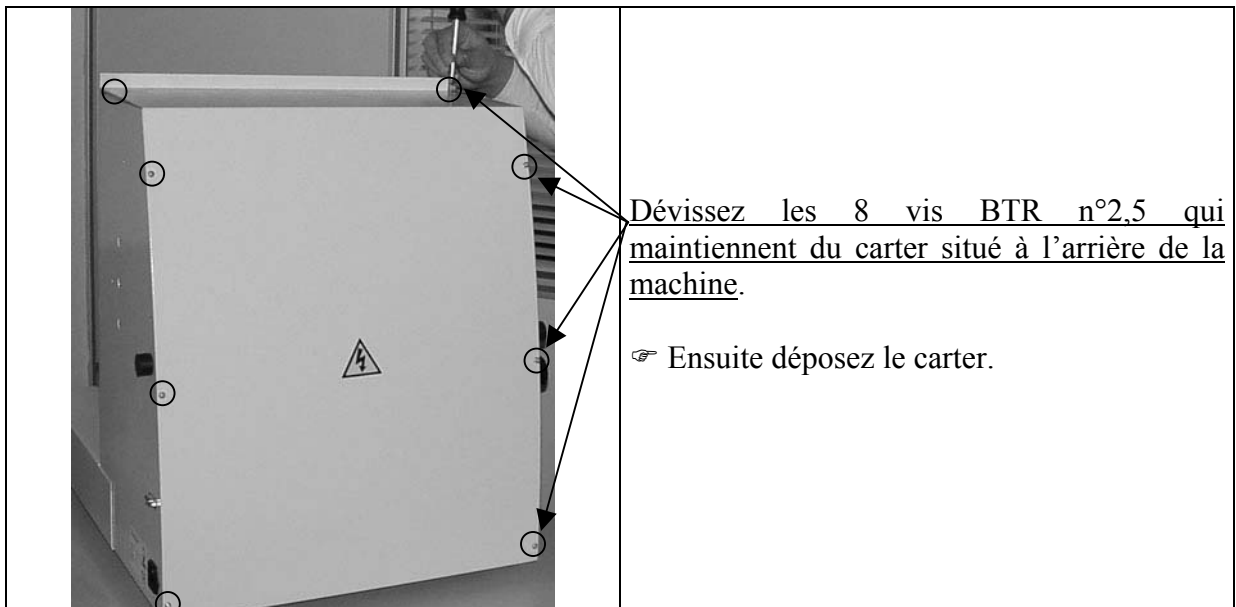 Dévissez les 8 vis BTR n°2,5 qui
maintiennent du carter situé à l’arrière de la
machine.
☞ Ensuite déposez le carter.